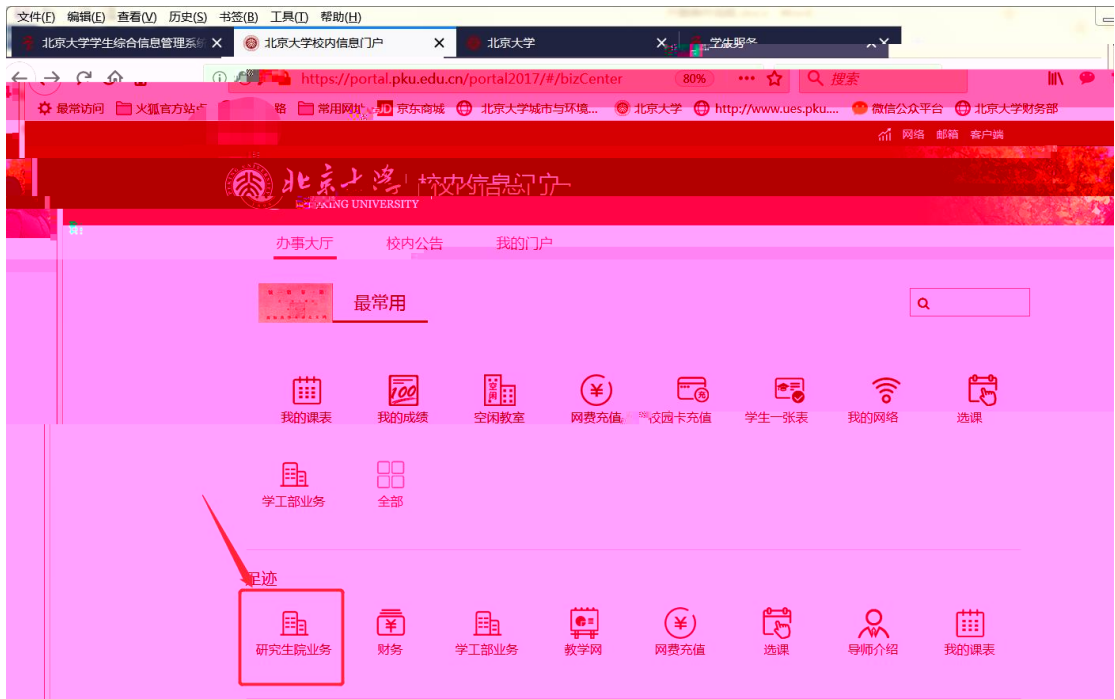 文件(F) 编辑(E) 查看(V) 历史(S) 书签(B) 工具(T) 帮助(H)
北京大学学生综合信息管理系统 北京大学校内信息门户 北京大学
https://portal.pku.edu.cn/portal2017/#/bizCenter 80% 搜索
最常访问 火狐官方站点 常用网址 JD 京东商城 北京大学城市与环境... 北京大学 http://www.ues.pku.... 微信公众平台 北京大学财务部
网络 邮箱 客户端
北京大学 校内信息门户
PEKING UNIVERSITY
办事大厅 校内公告 我的门户
最常用
我的课表 我的成绩 空闲教室 网费充值 校园卡充值 学生一张表 我的网络 选课
学工部业务 全部
足迹
研究生院业务 财务 学工部业务 教学网 网费充值 选课 导师介绍 我的课表